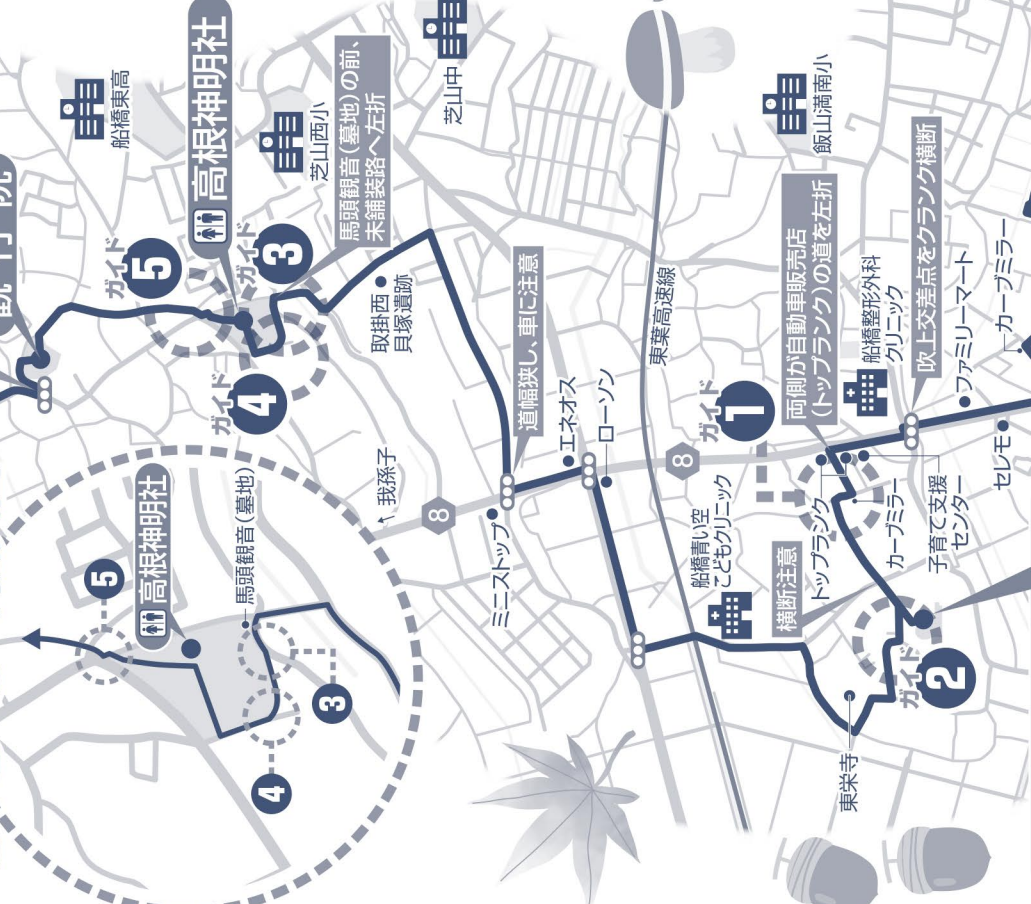 船橋東高
高根神明社
芝山西小
芝山中
ガイド
5
ガイド
3
馬頭観音(墓地)の前、
未舗装路へ左折
ガイド
4
取掛西
貝塚遺跡
我孫子
8
ミニストップ
道幅狭し、車に注意
エネオス
ローソン
東葉高速線
飯山満南小
8
ガイド
1
両側が自動車販売店
(トップランク)の道を左折
船橋整形外科
クリニック
吹上交差点をクランク横断
ファミリーマート
カーブミラー
セレモ
船橋青い空
こどもクリニック
横断注意
トップランク
カーブミラー
子育て支援
センター
ガイド
2
東栄寺
5
高根神明社
馬頭観音(墓地)
3
4